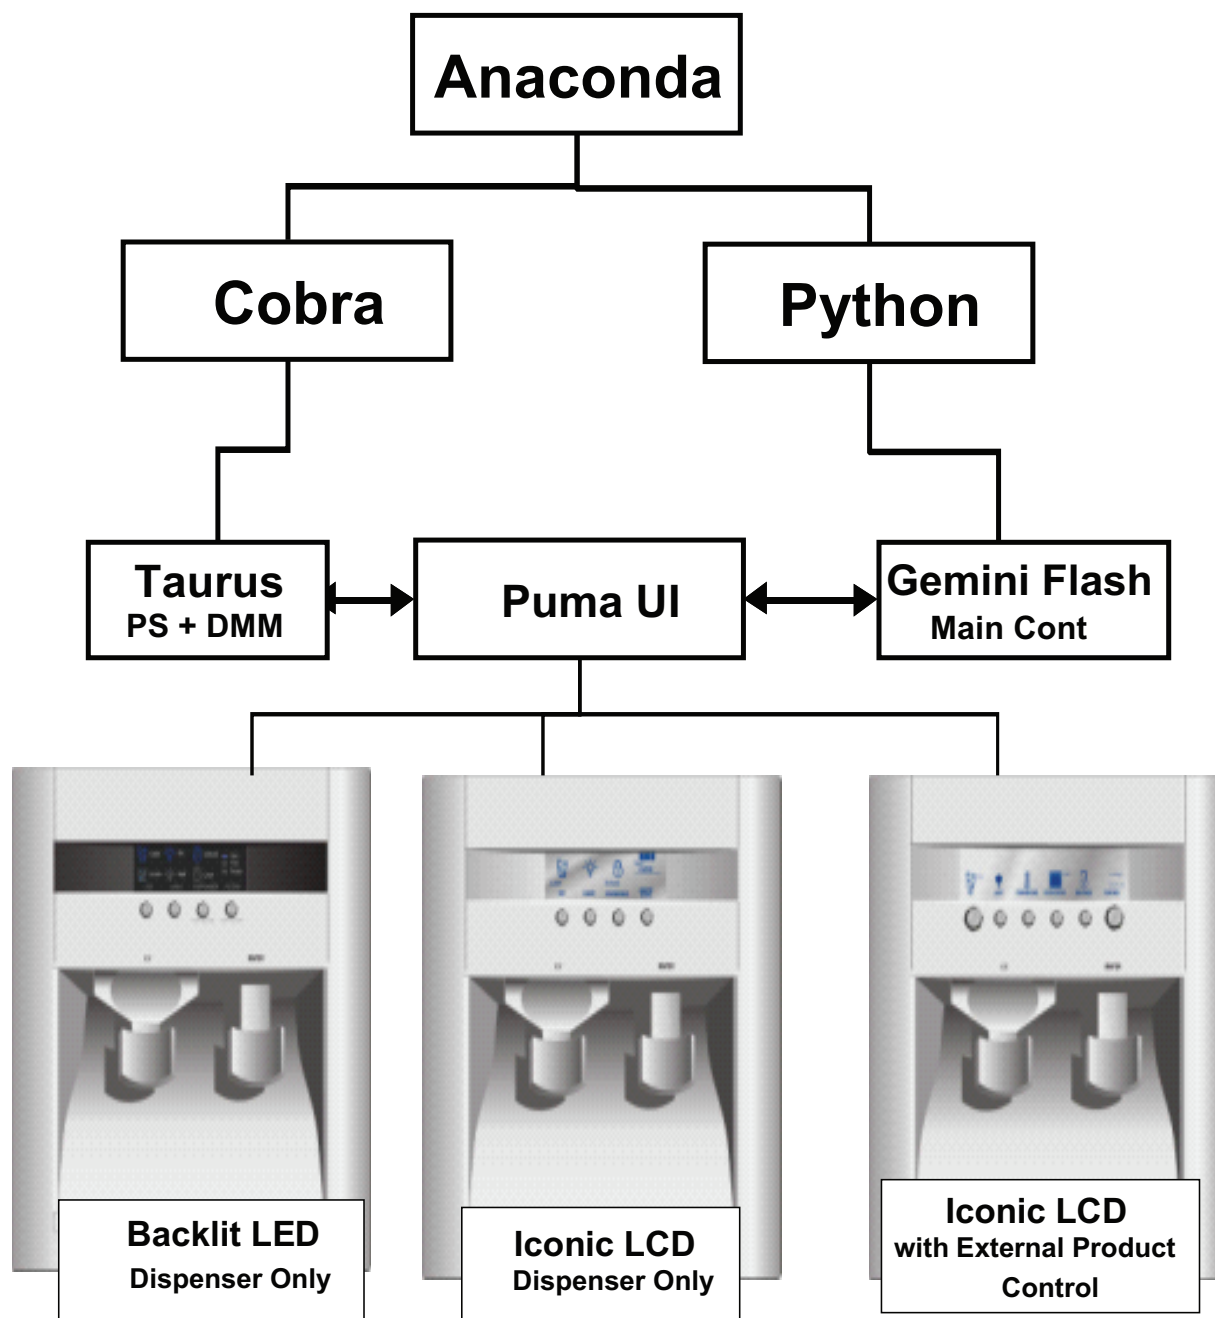 Anaconda
Cobra
Python
Taurus
PS + DMM
Puma UI
Gemini Flash
Main Cont
Backlit LED
Dispenser Only
Iconic LCD
Dispenser Only
Iconic LCD
with External Product
Control